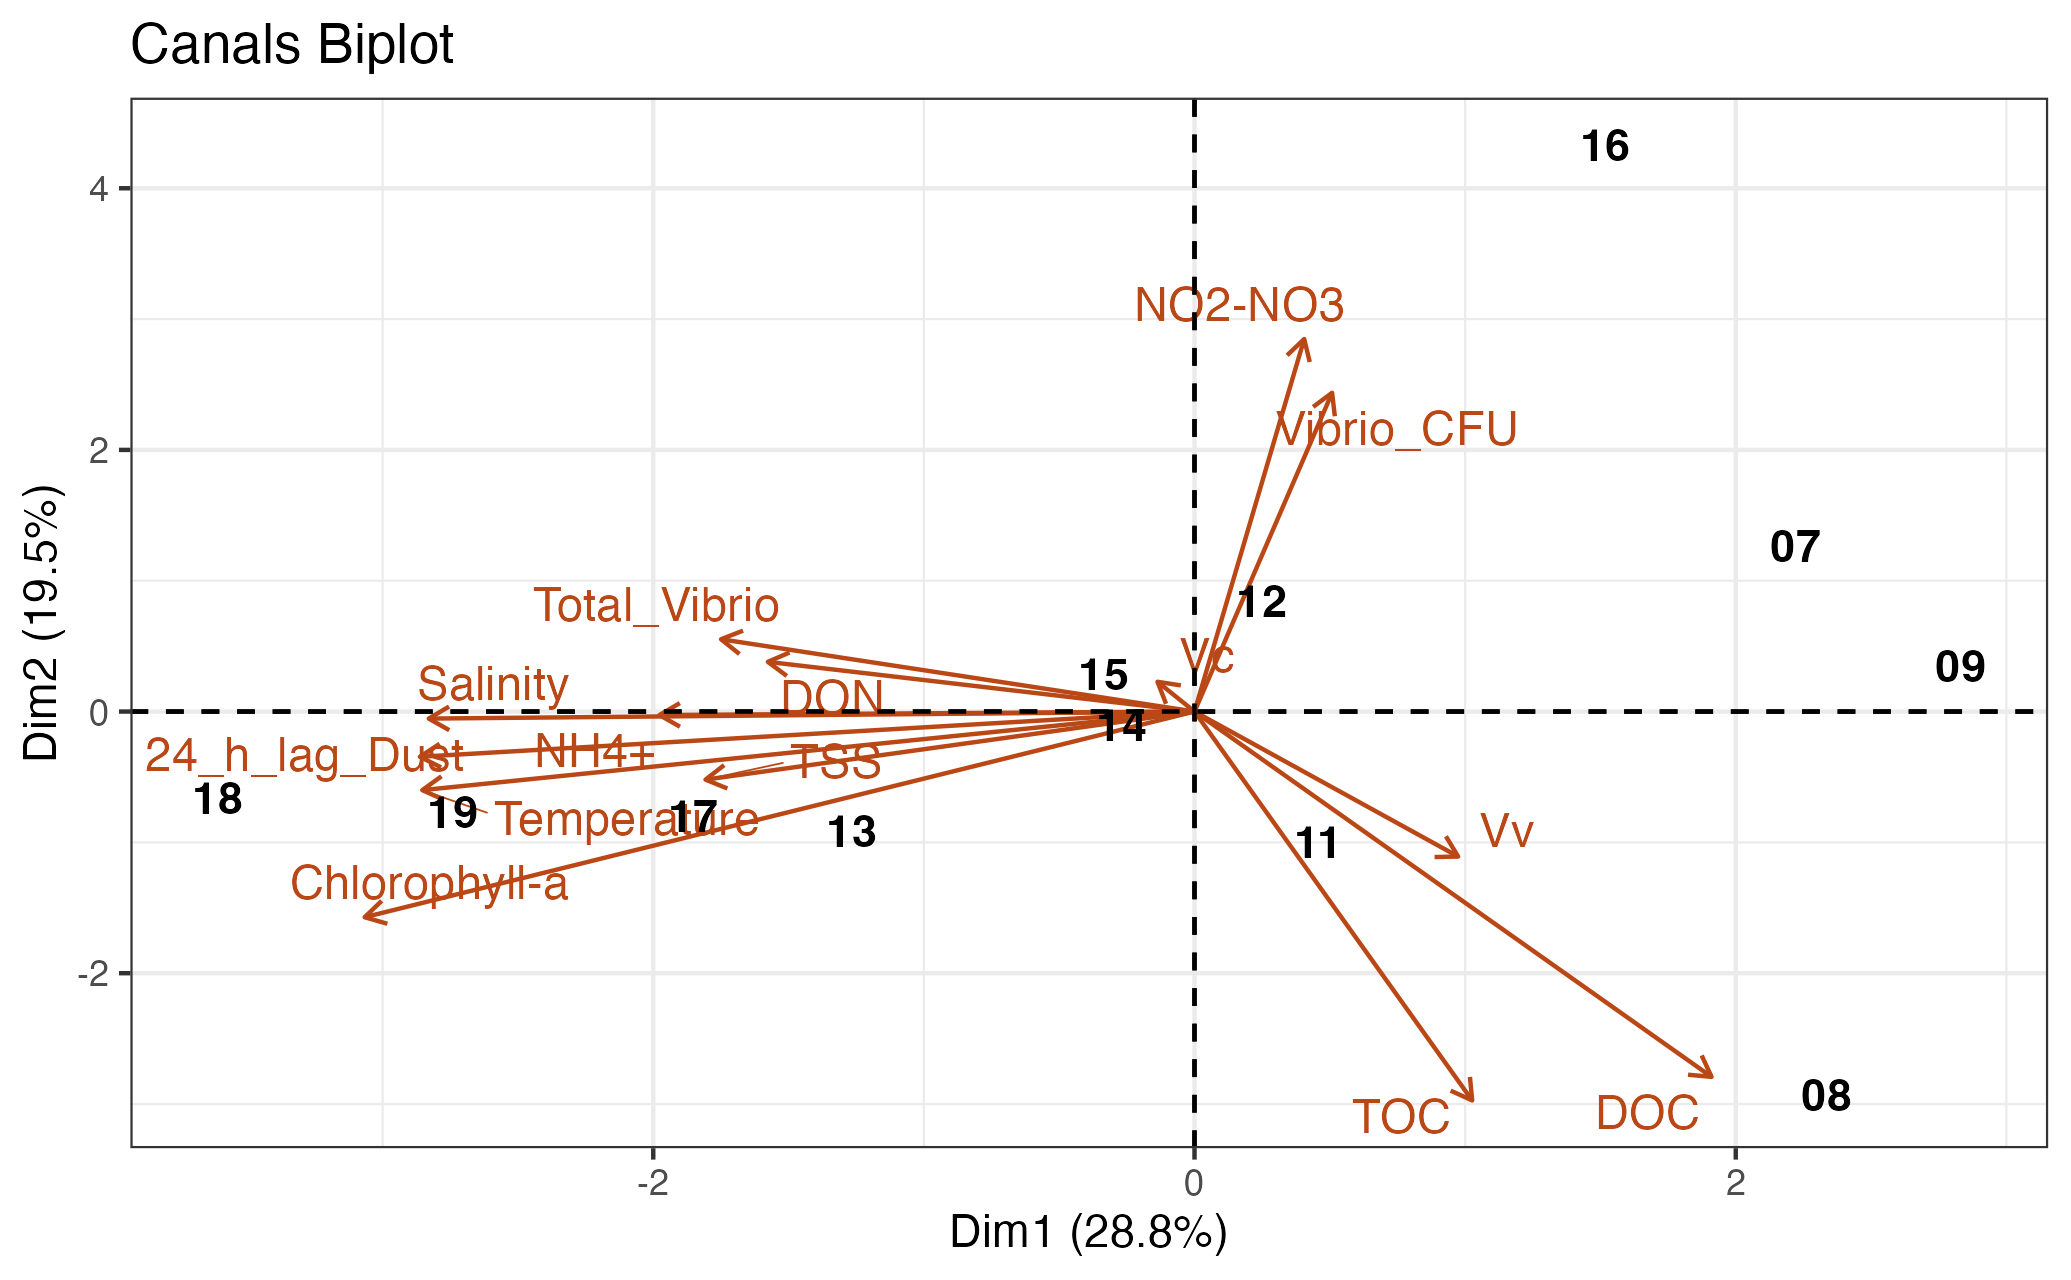 Canals Biplot
16
4
NO2-NO3
Vibrio_CFU
2
07
12
Total_Vibrio
Vc
09
15
Salinity
DON
0
14
24_h_lag_Dust
NH4+
TSS
18
19
Temperature
17
13
11
Vv
Chlorophyll-a
-2
TOC
DOC
08
-2
0
2
Dim1 (28.8%)
Dim2 (19.5%)